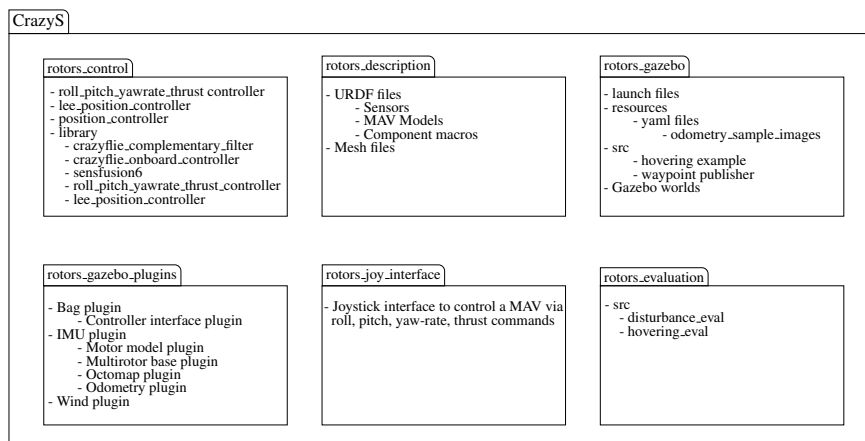 CrazyS
rotors_control
- roll_pitch_yawrate_thrust controller
- lee_position_controller
- position_controller
- library
- crazyflie_complementary_filter
- crazyflie_onboard_controller
- sensfusion6
- roll_pitch_yawrate_thrust_controller
- lee_position_controller
rotors_description
- URDF files
- Sensors
- MAV Models
- Component macros
- Mesh files
rotors_gazebo
- launch files
- resources
- yaml files
- odometry_sample_images
- src
- hovering example
- waypoint publisher
- Gazebo worlds
rotors_gazebo_plugins
- Bag plugin
- Controller interface plugin
- IMU plugin
- Motor model plugin
- Multirotor base plugin
- Octomap plugin
- Odometry plugin
- Wind plugin
rotors_joy_interface
- Joystick interface to control a MAV via
roll, pitch, yaw-rate, thrust commands
rotors_evaluation
- src
- disturbance_eval
- hovering_eval